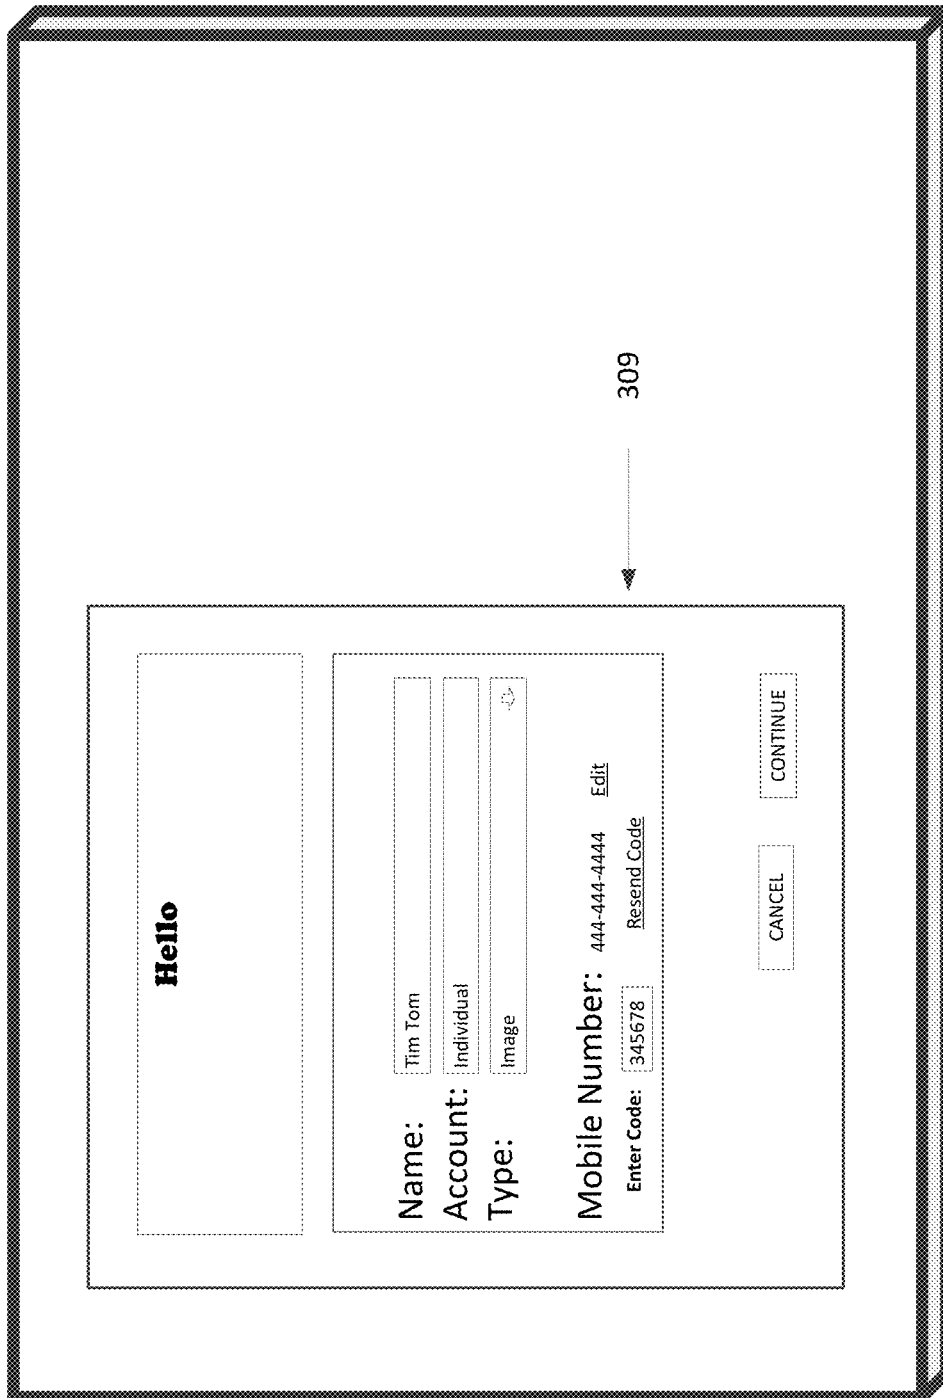 Hello
Name: Tim Tom
Account: Individual
Type: Image
Mobile Number: 444-444-4444 Edit
Enter Code: 345678 Resend Code
309
CANCEL CONTINUE